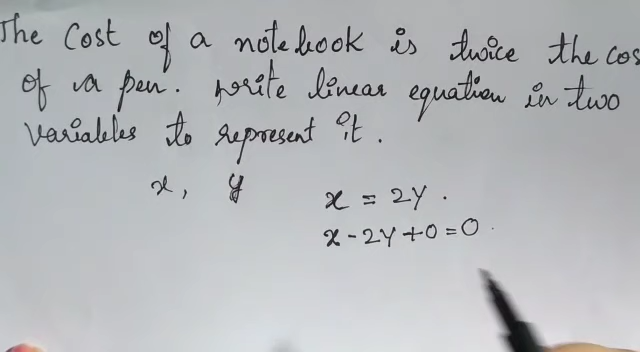 The cost of a notebook is twice the cos
of a pen. write linear equation in two
variables to represent it.
x, y
x = 2y.
x - 2y + 0 = 0.